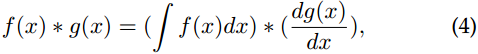 f(x) * g(x) = (∫ f(x)dx) * (dg(x)/dx), (4)